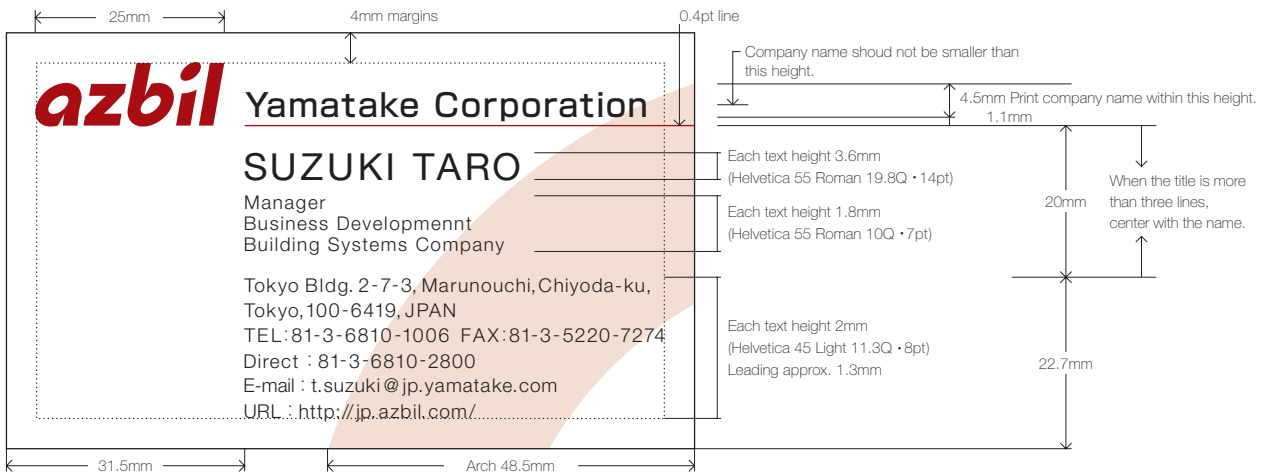 25mm
4mm margins
0.4pt line
Company name shoud not be smaller than
this height.
azbil
Yamatake Corporation
4.5mm Print company name within this height.
1.1mm
SUZUKI TARO
Each text height 3.6mm
(Helvetica 55 Roman 19.8Q・14pt)
Manager
Business Developmennt
Building Systems Company
Each text height 1.8mm
(Helvetica 55 Roman 10Q・7pt)
20mm
When the title is more
than three lines,
center with the name.
Tokyo Bldg. 2-7-3, Marunouchi, Chiyoda-ku,
Tokyo, 100-6419, JPAN
TEL:81-3-6810-1006 FAX:81-3-5220-7274
Direct : 81-3-6810-2800
E-mail : t.suzuki@jp.yamatake.com
URL : http://jp.azbil.com/
Each text height 2mm
(Helvetica 45 Light 11.3Q・8pt)
Leading approx. 1.3mm
22.7mm
31.5mm
Arch 48.5mm